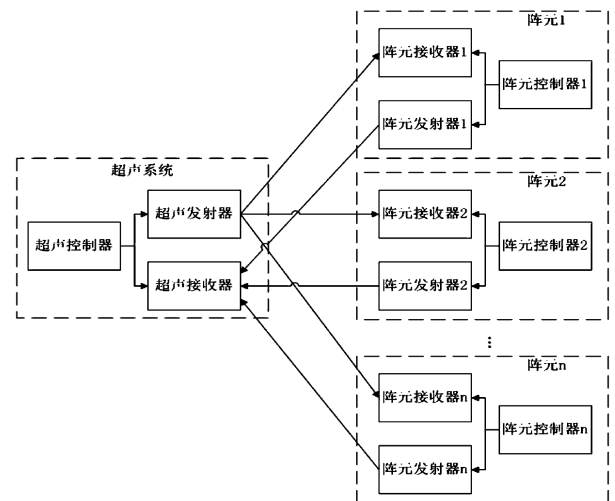 阵元1
阵元接收器1
阵元控制器1
阵元发射器1
超声系统
超声发射器
超声控制器
超声接收器
阵元2
阵元接收器2
阵元控制器2
阵元发射器2
⋮
阵元n
阵元接收器n
阵元控制器n
阵元发射器n